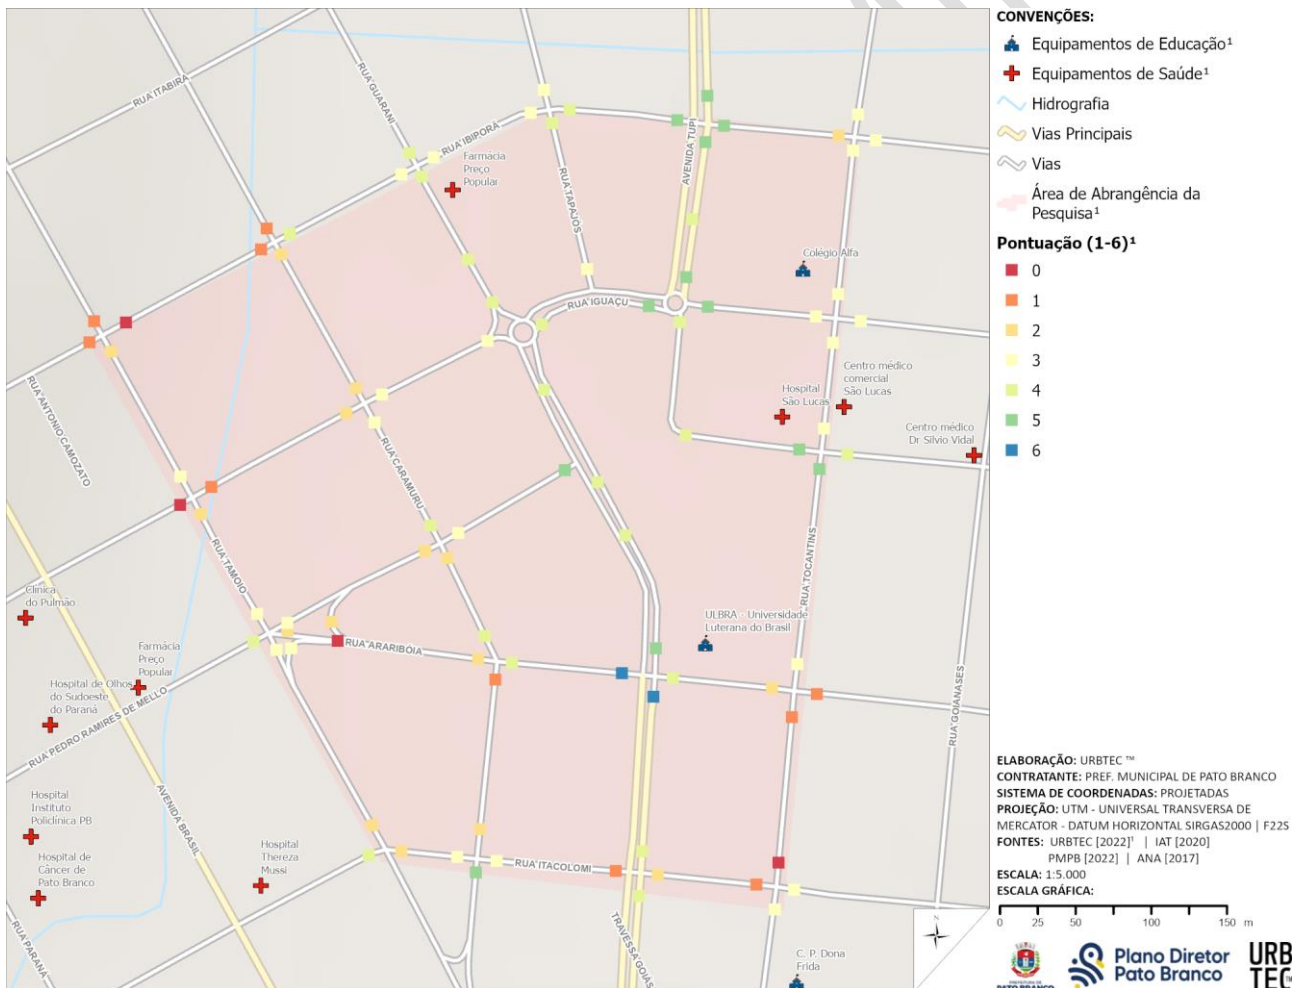 RUA ITABIRA
RUA GUARANI
RUA IBIPORÃ
Farmácia
Preço
Popular
RUA TAPAJÓS
AVENIDA TUPI
Colégio Alfa
RUA IGUAÇU
Centro médico
comercial
São Lucas
Hospital
São Lucas
Centro médico
Dr Silvio Vidal
RUA ANTONIO CAMOZATO
RUA CARAMURU
RUA TAMOIO
RUA TOCANTINS
Clínica
do Pulmão
ULBRA - Universidade
Luterana do Brasil
RUA ARARIBÓIA
Farmácia
Preço
Popular
Hospital de Olhos
do Sudoeste
do Paraná
RUA PEDRO RAMIRES DE MELLO
RUA GOIANASES
Hospital
Instituto
Policlínica PB
AVENIDA BRASIL
Hospital
Thereza
Mussi
Hospital de
Câncer de
Pato Branco
RUA ITACOLOMI
RUA PARANÁ
TRAVESSA GOIÁS
C. P. Dona
Frida
N
CONVENÇÕES:
Equipamentos de Educação¹
Equipamentos de Saúde¹
Hidrografia
Vias Principais
Vias
Área de Abrangência da
Pesquisa¹
Pontuação (1-6)¹
0
1
2
3
4
5
6
ELABORAÇÃO: URBTEC ™
CONTRATANTE: PREF. MUNICIPAL DE PATO BRANCO
SISTEMA DE COORDENADAS: PROJETADAS
PROJEÇÃO: UTM - UNIVERSAL TRANSVERSA DE
MERCATOR - DATUM HORIZONTAL SIRGAS2000 | F22S
FONTES: URBTEC [2022]¹ | IAT [2020]
PMPB [2022] | ANA [2017]
ESCALA: 1:5.000
ESCALA GRÁFICA:
0 25 50 100 150 m
PREFEITURA DE
PATO BRANCO
Plano Diretor
Pato Branco
URB
TEC™